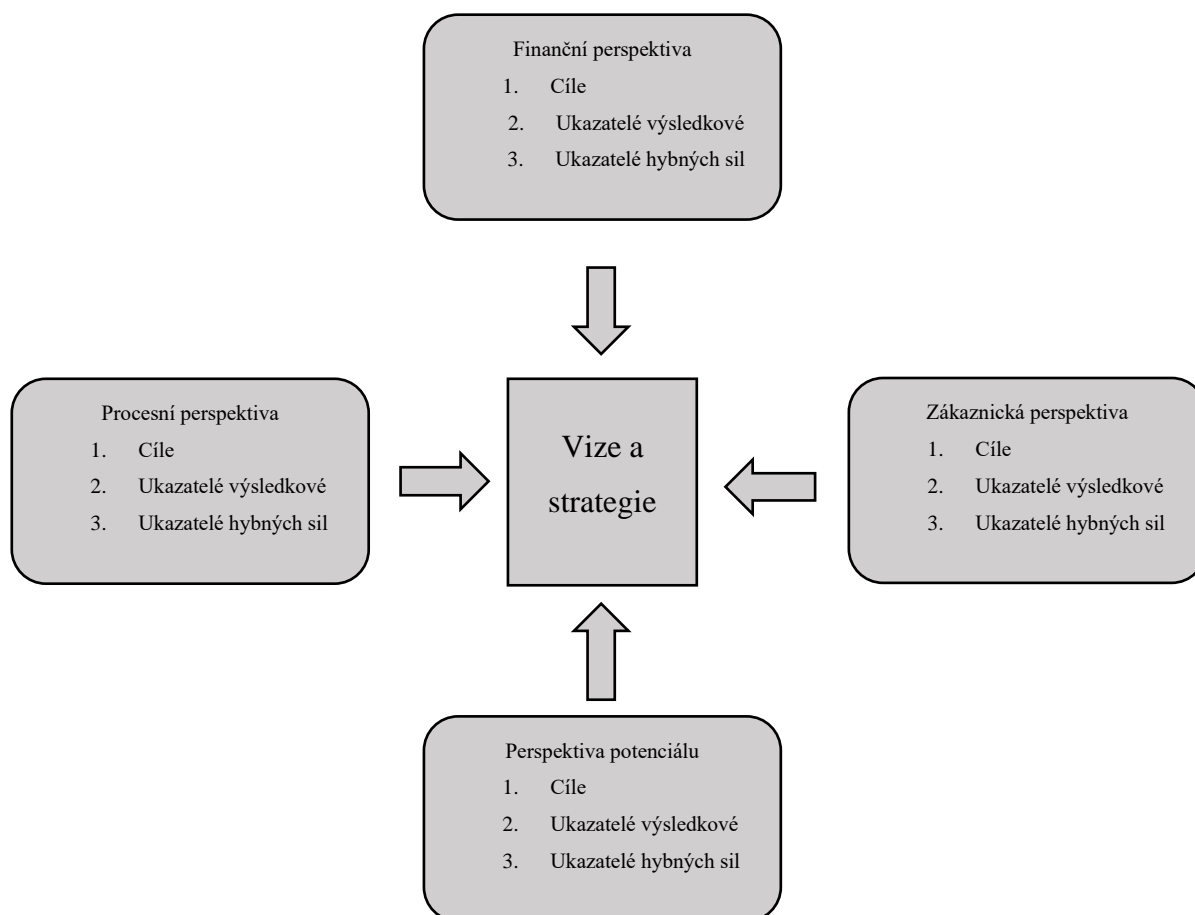 Finanční perspektiva
1. Cíle
2. Ukazatelé výsledkové
3. Ukazatelé hybných sil
Procesní perspektiva
1. Cíle
2. Ukazatelé výsledkové
3. Ukazatelé hybných sil
Vize a
strategie
Zákaznická perspektiva
1. Cíle
2. Ukazatelé výsledkové
3. Ukazatelé hybných sil
Perspektiva potenciálu
1. Cíle
2. Ukazatelé výsledkové
3. Ukazatelé hybných sil